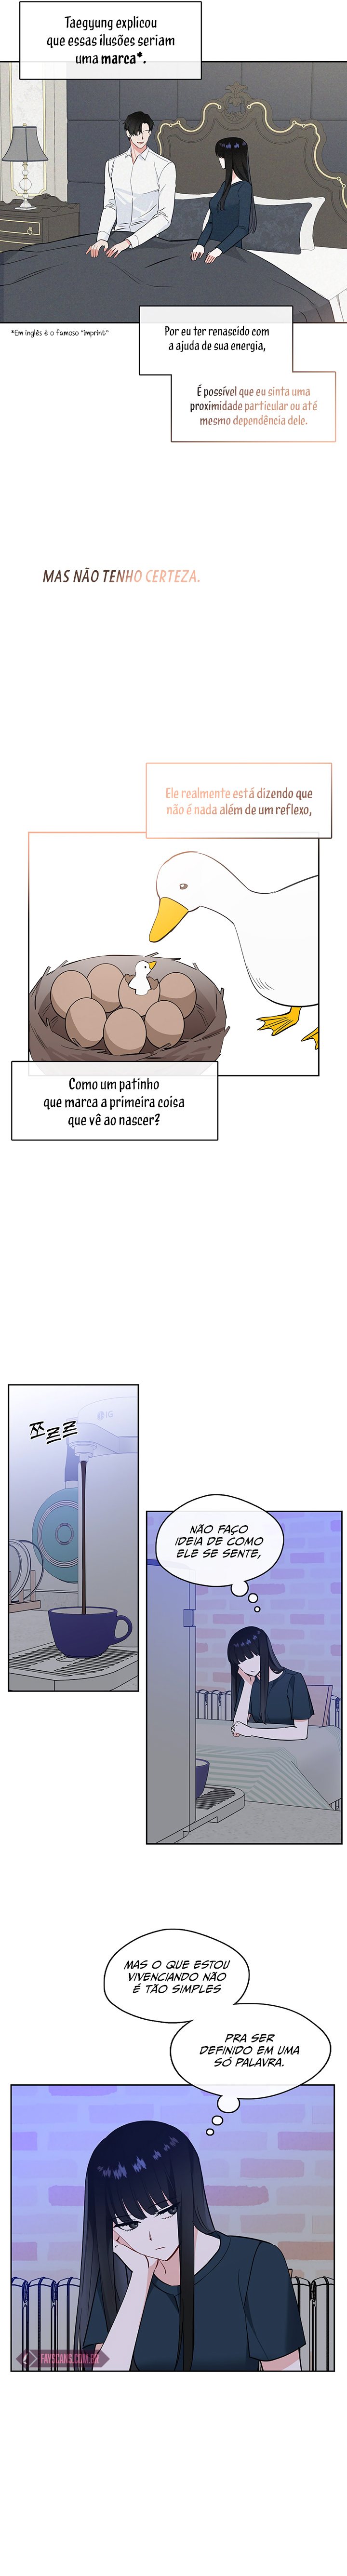 Taegyung explicou
que essas ilusões seriam
uma marca*.
*Em inglês è o Famoso "imprint"
Por eu ter renascido com
a ajuda de sua energia,
É possível que eu sinta uma
proximidade particular ou até
mesmo dependência dele.
MAS NÃO TENHO CERTEZA.
Ele realmente está dizendo que
não é nada além de um reflexo,
Como um patinho
que marca a primeira coisa
que vê ao nascer?
쪼르르
NÃO FAÇO
IDEIA DE COMO
ELE SE SENTE,
MAS O QUE ESTOU
VIVENCIANDO NÃO
É TÃO SIMPLES
PRA SER
DEFINIDO EM UMA
SÓ PALAVRA.
FAYSCANS.COM.BR